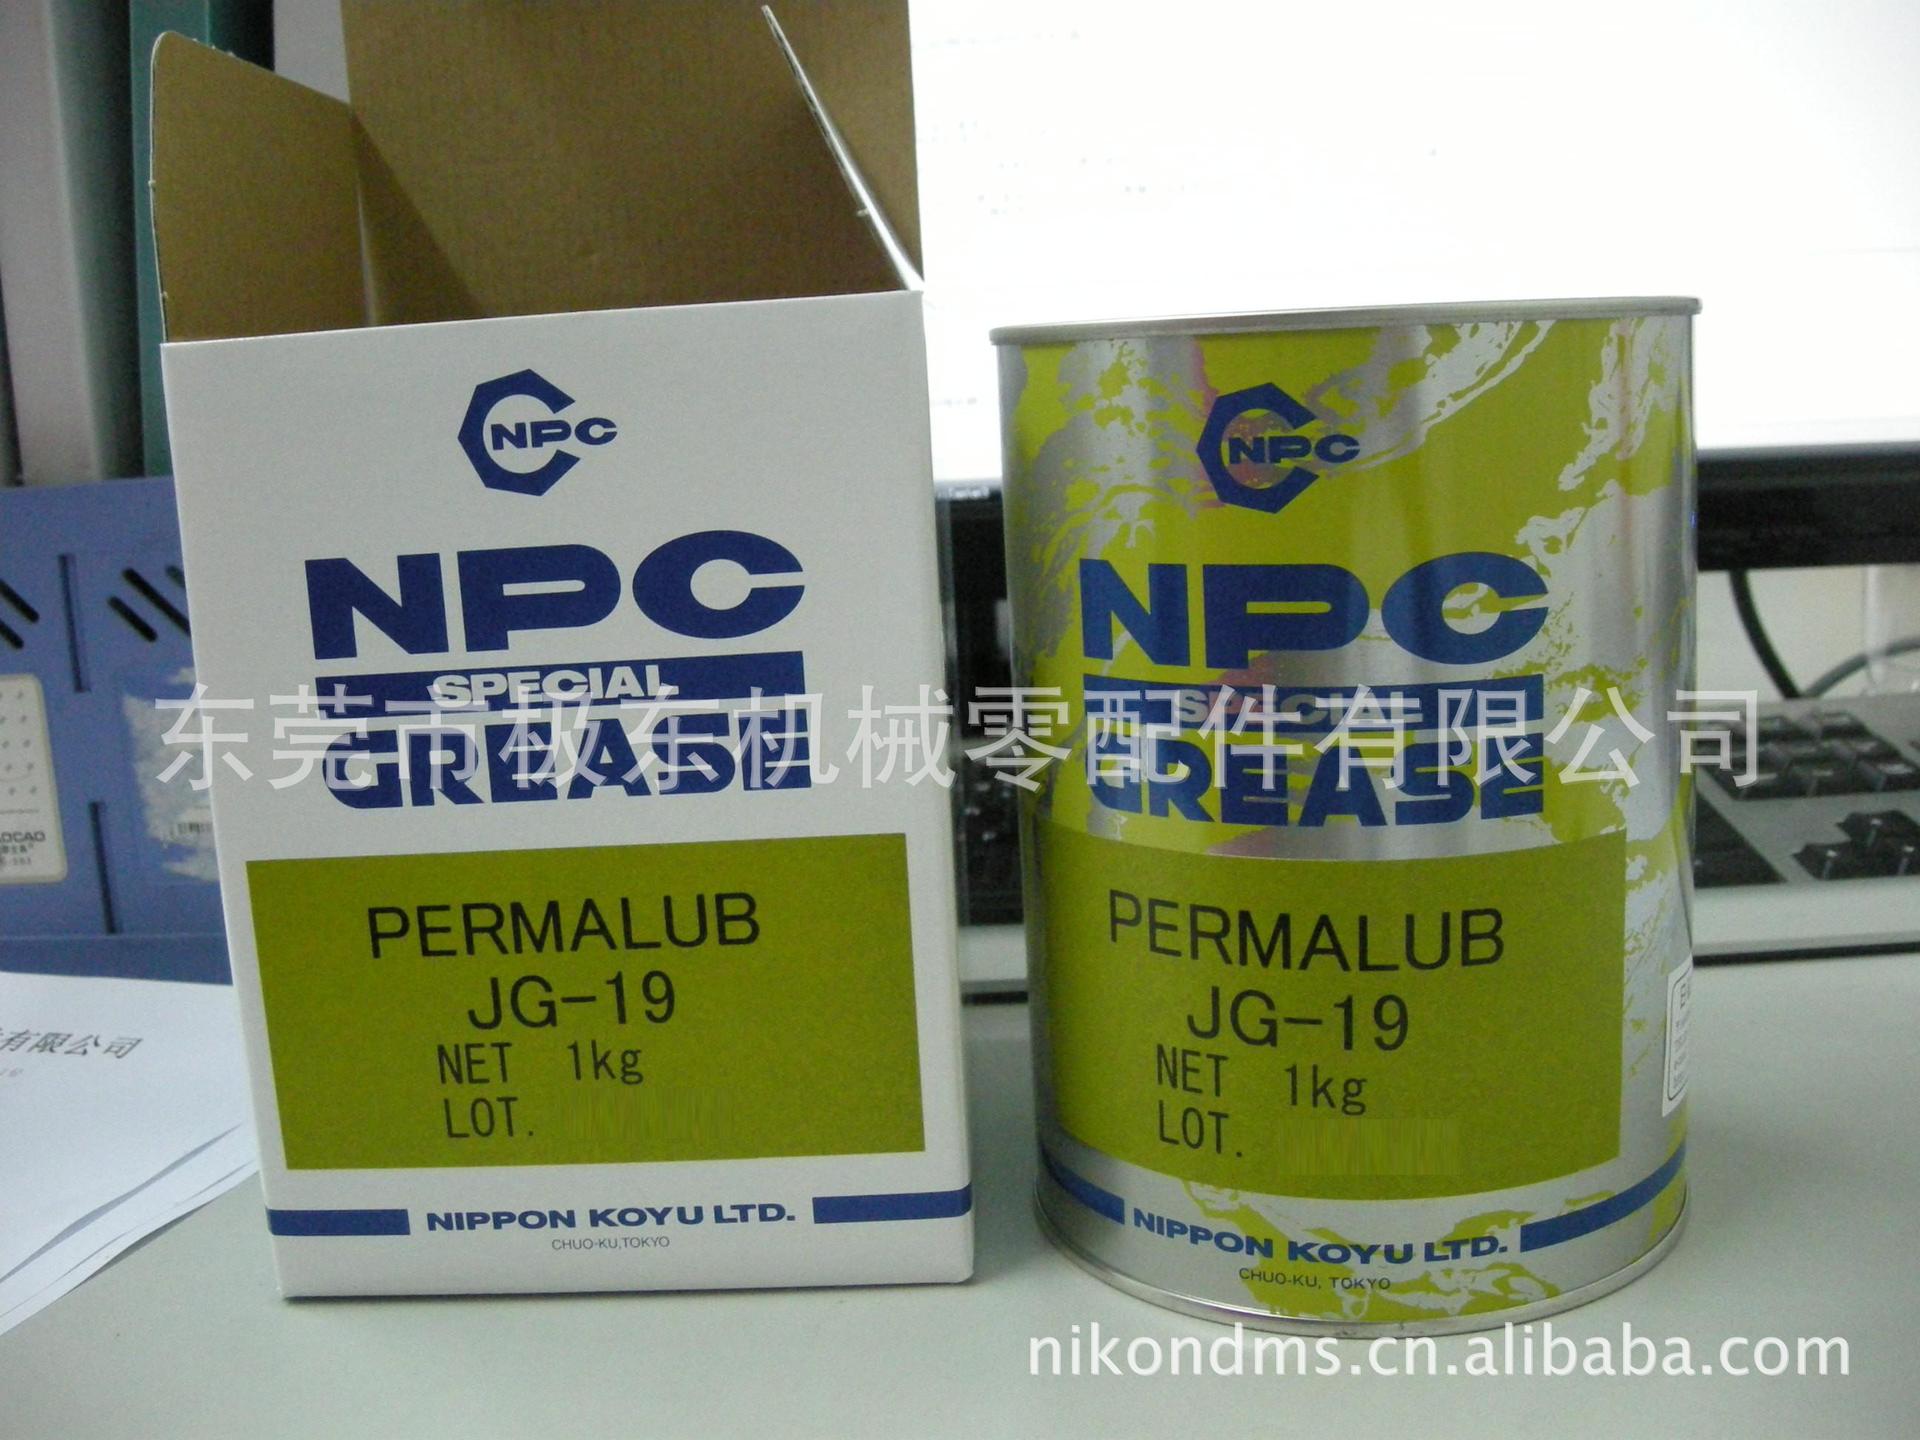 NPC
NPC
SPECIAL
GREASE
PERMALUB
JG-19
NET 1kg
LOT.
NIPPON KOYU LTD.
CHUO-KU,TOKYO
NPC
NPC
SPECIAL
GREASE
PERMALUB
JG-19
NET 1kg
LOT.
NIPPON KOYU LTD.
CHUO-KU, TOKYO
东莞市极东机械零配件有限公司
有限公司
nikondms.cn.alibaba.com